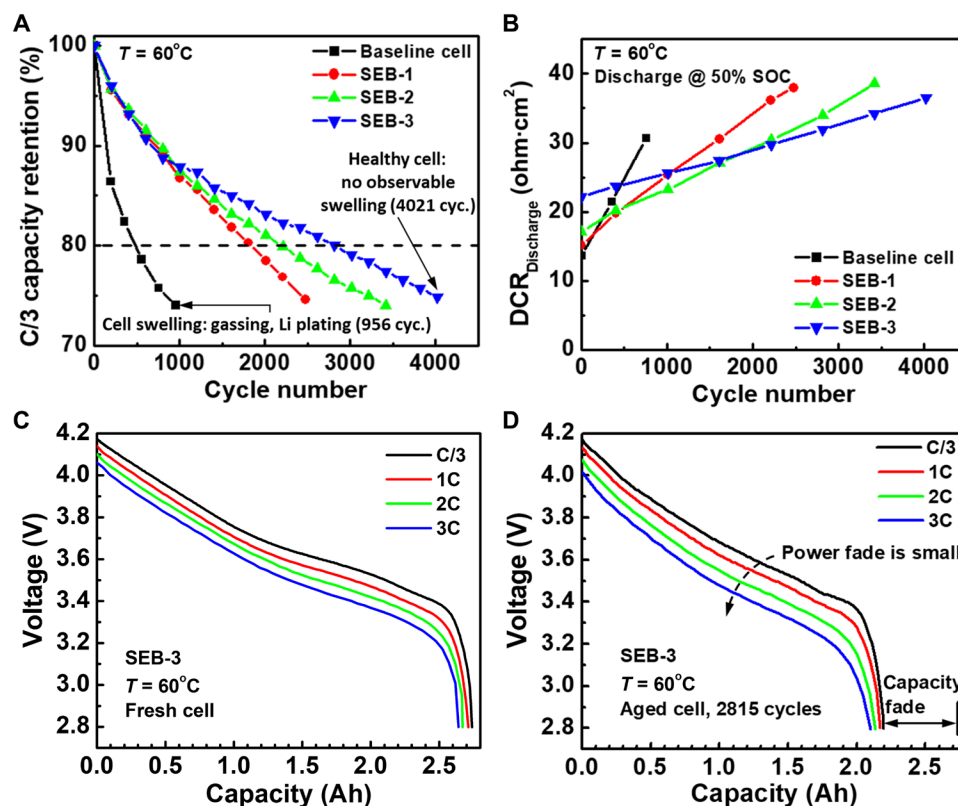 A
T = 60°C
Baseline cell
SEB-1
SEB-2
SEB-3
Healthy cell:
no observable
swelling (4021 cyc.)
Cell swelling: gassing, Li plating (956 cyc.)
100
90
80
70
C/3 capacity retention (%)
0 1000 2000 3000 4000
Cycle number
B
T = 60°C
Discharge @ 50% SOC
Baseline cell
SEB-1
SEB-2
SEB-3
40
30
20
10
0
DCR Discharge (ohm·cm²)
0 1000 2000 3000 4000
Cycle number
C
C/3
1C
2C
3C
SEB-3
T = 60°C
Fresh cell
4.2
4.0
3.8
3.6
3.4
3.2
3.0
2.8
Voltage (V)
0.0 0.5 1.0 1.5 2.0 2.5
Capacity (Ah)
D
C/3
1C
2C
3C
Power fade is small
SEB-3
T = 60°C
Aged cell, 2815 cycles
Capacity
fade
4.2
4.0
3.8
3.6
3.4
3.2
3.0
2.8
Voltage (V)
0.0 0.5 1.0 1.5 2.0 2.5
Capacity (Ah)